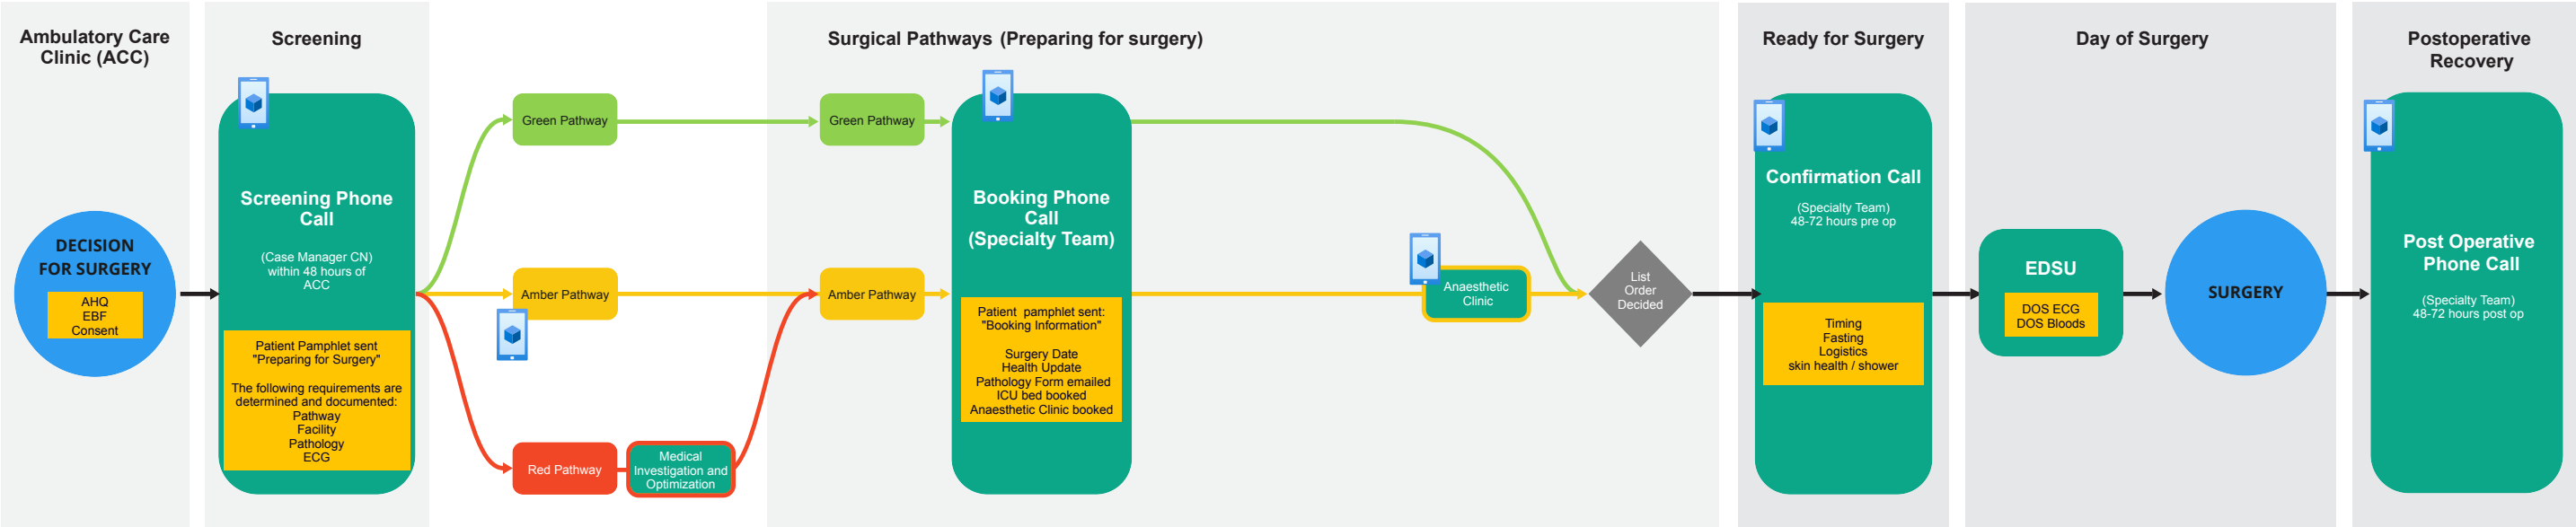 Ambulatory Care
Clinic (ACC)
DECISION
FOR SURGERY
AHQ
EBF
Consent
Screening
Screening Phone
Call
(Case Manager CN)
within 48 hours of
ACC
Patient Pamphlet sent
"Preparing for Surgery"
The following requirements are
determined and documented:
Pathway
Facility
Pathology
ECG
Green Pathway
Amber Pathway
Red Pathway
Medical
Investigation and
Optimization
Surgical Pathways (Preparing for surgery)
Green Pathway
Amber Pathway
Booking Phone
Call
(Specialty Team)
Patient pamphlet sent:
"Booking Information"
Surgery Date
Health Update
Pathology Form emailed
ICU bed booked
Anaesthetic Clinic booked
Anaesthetic
Clinic
List
Order
Decided
Ready for Surgery
Confirmation Call
(Specialty Team)
48-72 hours pre op
Timing
Fasting
Logistics
skin health / shower
Day of Surgery
EDSU
DOS ECG
DOS Bloods
SURGERY
Postoperative
Recovery
Post Operative
Phone Call
(Specialty Team)
48-72 hours post op